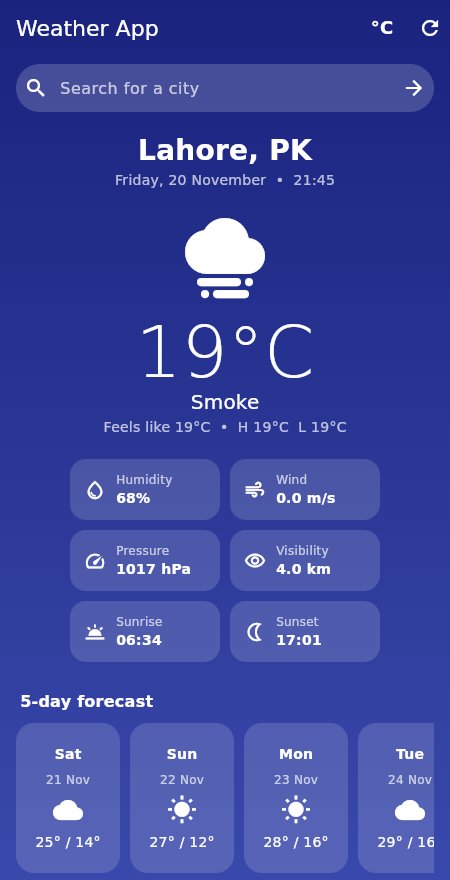 Weather App °C
Search for a city
Lahore, PK
Friday, 20 November • 21:45
19°C
Smoke
Feels like 19°C • H 19°C L 19°C
Humidity
68%
Wind
0.0 m/s
Pressure
1017 hPa
Visibility
4.0 km
Sunrise
06:34
Sunset
17:01
5-day forecast
Sat
21 Nov
25° / 14°
Sun
22 Nov
27° / 12°
Mon
23 Nov
28° / 16°
Tue
24 Nov
29° / 16